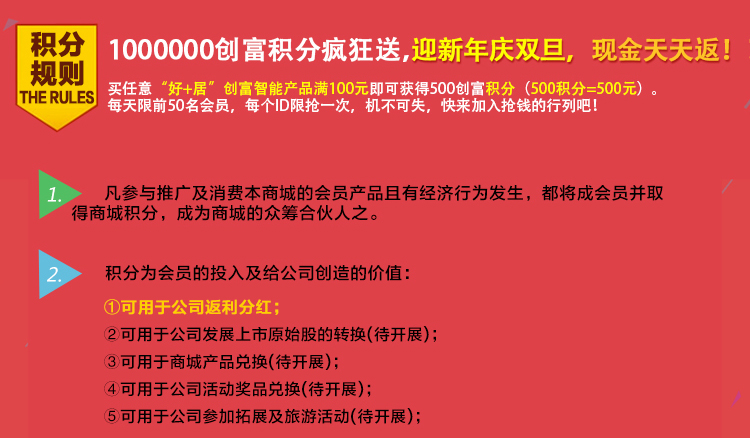 积分
规则
THE RULES
1000000创富积分疯狂送,迎新年庆双旦，现金天天返！
买任意“好+居”创富智能产品满100元即可获得500创富积分（500积分=500元）。
每天限前50名会员，每个ID限抢一次，机不可失，快来加入抢钱的行列吧！
1.
凡参与推广及消费本商城的会员产品且有经济行为发生，都将成会员并取
得商城积分，成为商城的众筹合伙人之。
2.
积分为会员的投入及给公司创造的价值：
①可用于公司返利分红；
②可用于公司发展上市原始股的转换(待开展)；
③可用于商城产品兑换(待开展)；
④可用于公司活动奖品兑换(待开展)；
⑤可用于公司参加拓展及旅游活动(待开展)；